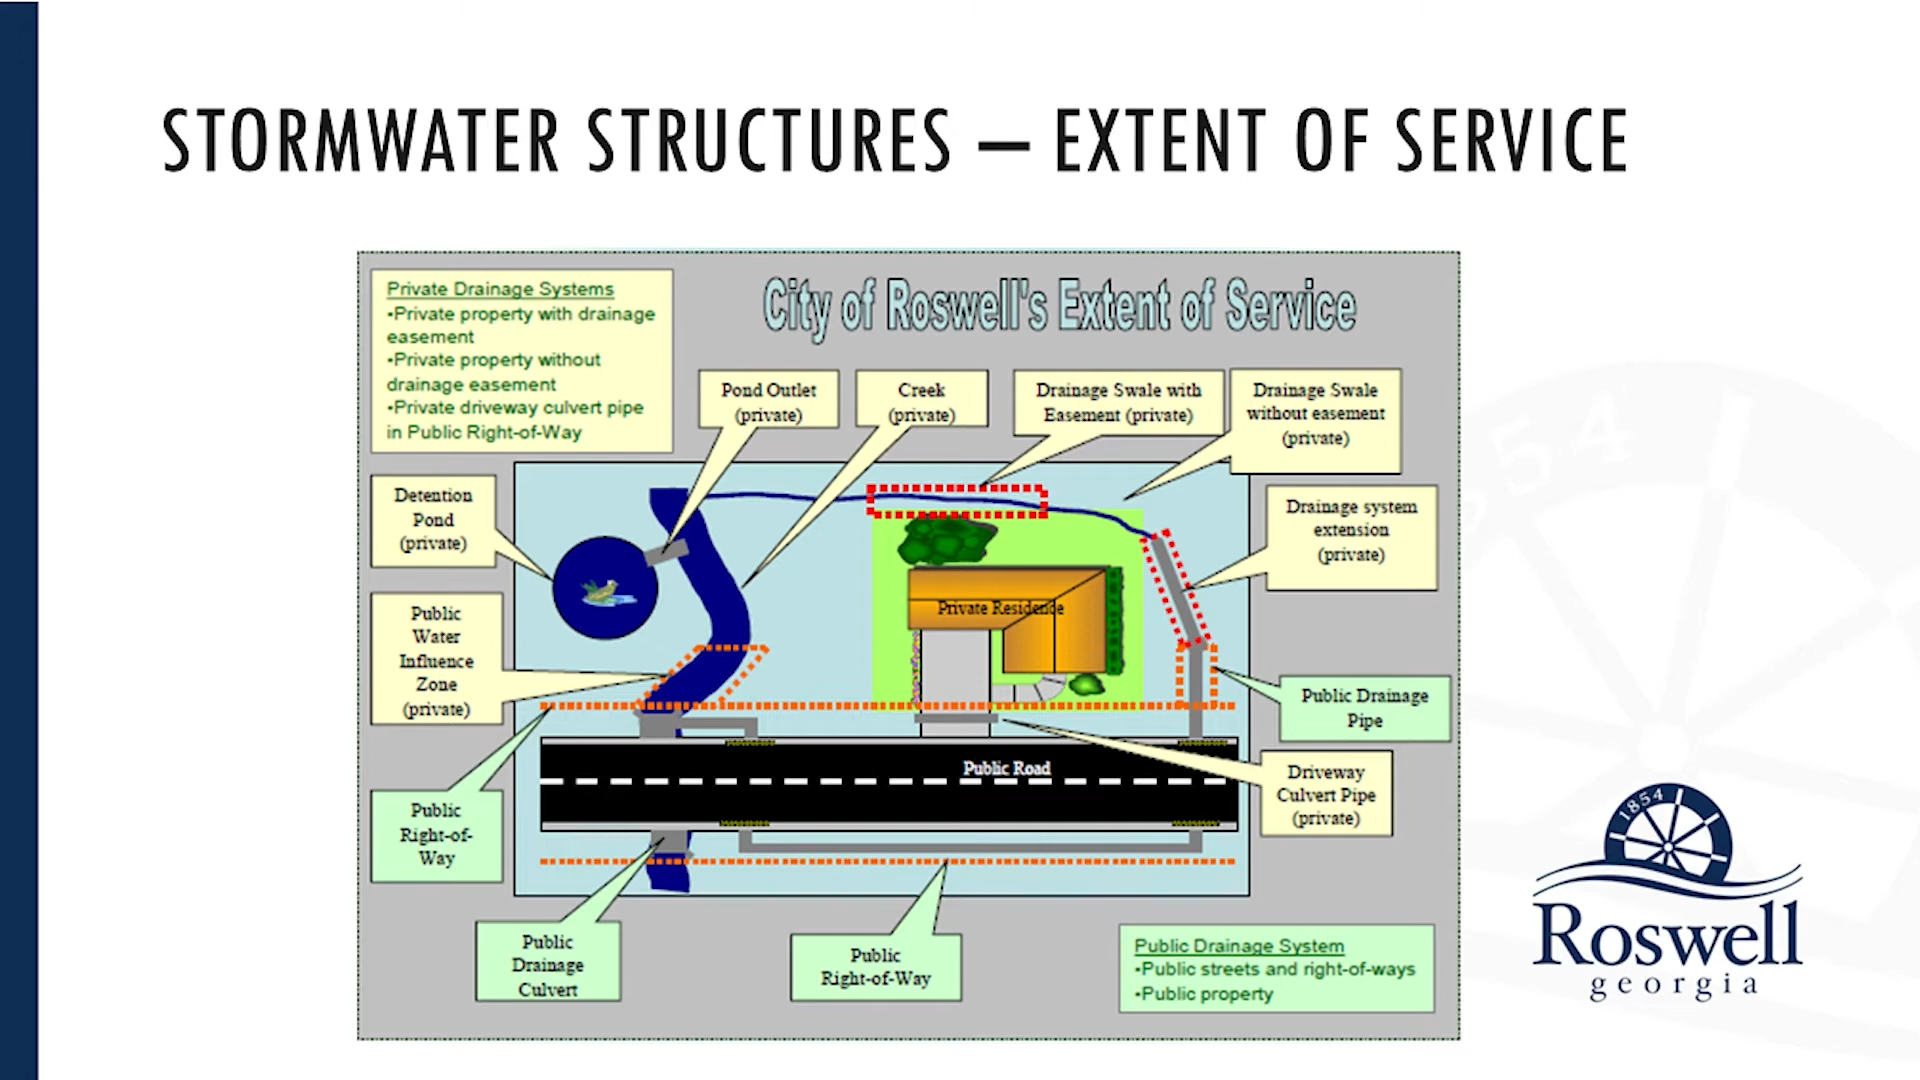 STORMWATER STRUCTURES – EXTENT OF SERVICE
City of Roswell's Extent of Service
Private Drainage Systems
•Private property with drainage
easement
•Private property without
drainage easement
•Private driveway culvert pipe
in Public Right-of-Way
Pond Outlet
(private)
Creek
(private)
Drainage Swale with
Easement (private)
Drainage Swale
without easement
(private)
Detention
Pond
(private)
Drainage system
extension
(private)
Public
Water
Influence
Zone
(private)
Private Residence
Public Drainage
Pipe
Public Road
Driveway
Culvert Pipe
(private)
Public
Right-of-
Way
Public
Drainage
Culvert
Public
Right-of-Way
Public Drainage System
•Public streets and right-of-ways
•Public property
1854
Roswell
georgia
1854